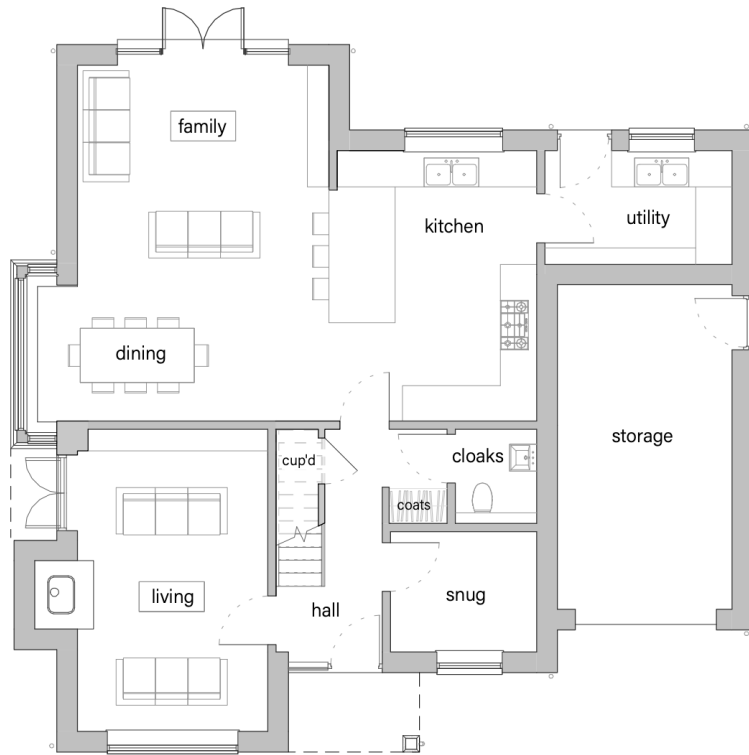 family
kitchen
utility
dining
storage
cup'd
cloaks
coats
living
snug
hall